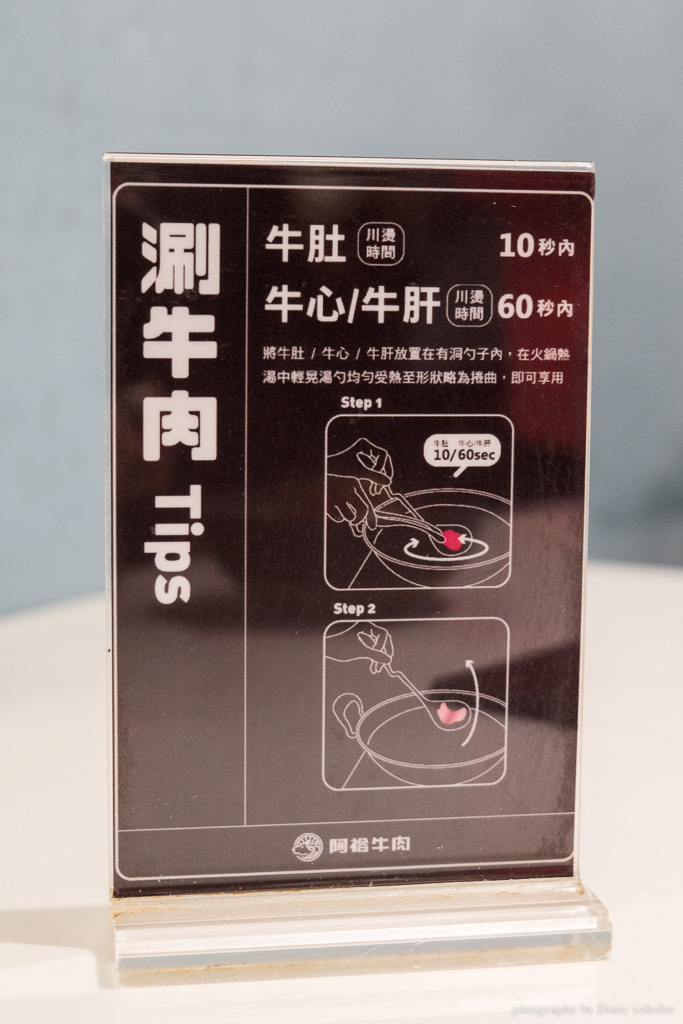 涮牛肉 Tips
牛肚 川燙時間 10秒內
牛心/牛肝 川燙時間 60秒內
將牛肚 / 牛心 / 牛肝放置在有洞勺子內,在火鍋熱
湯中輕晃湯勺均勻受熱至形狀略為捲曲,即可享用
Step 1
牛肚 牛心/牛肝
10/60sec
Step 2
阿裕牛肉
photography by Daisy yohoho